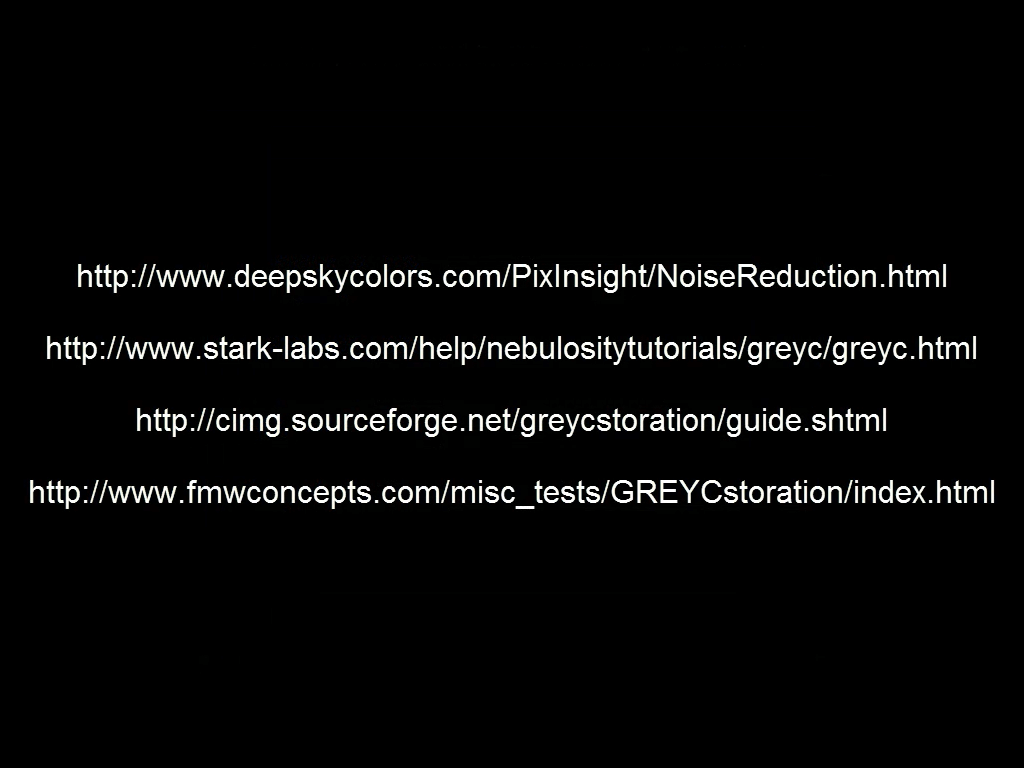 http://www.deepskycolors.com/PixInsight/NoiseReduction.html
http://www.stark-labs.com/help/nebulositytutorials/greyc/greyc.html
http://cimg.sourceforge.net/greycstoration/guide.shtml
http://www.fmwconcepts.com/misc_tests/GREYCstoration/index.html